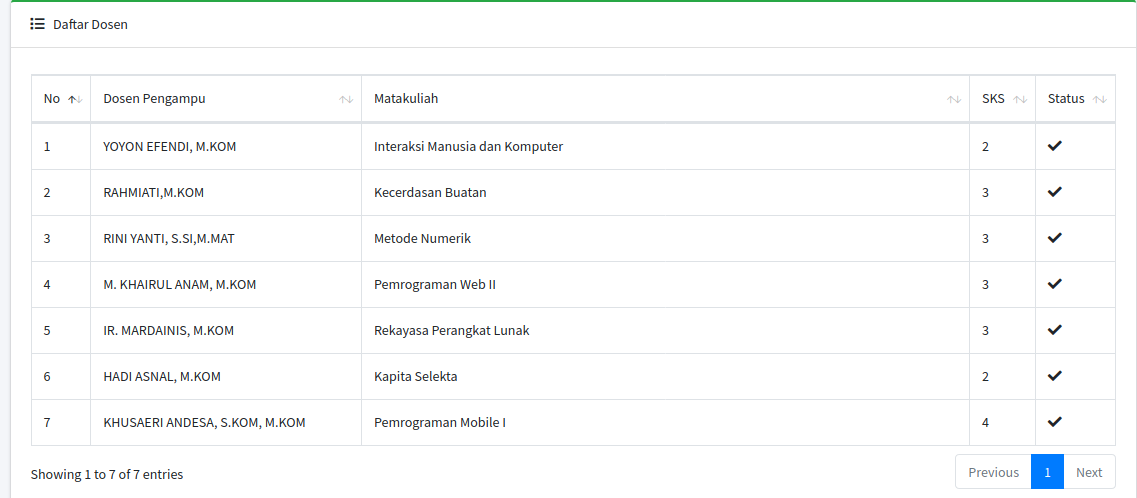 Daftar Dosen
No Dosen Pengampu Matakuliah SKS Status
1 YOYON EFENDI, M.KOM Interaksi Manusia dan Komputer 2
2 RAHMIATI,M.KOM Kecerdasan Buatan 3
3 RINI YANTI, S.SI,M.MAT Metode Numerik 3
4 M. KHAIRUL ANAM, M.KOM Pemrograman Web II 3
5 IR. MARDAINIS, M.KOM Rekayasa Perangkat Lunak 3
6 HADI ASNAL, M.KOM Kapita Selekta 2
7 KHUSAERI ANDESA, S.KOM, M.KOM Pemrograman Mobile I 4
Showing 1 to 7 of 7 entries Previous 1 Next